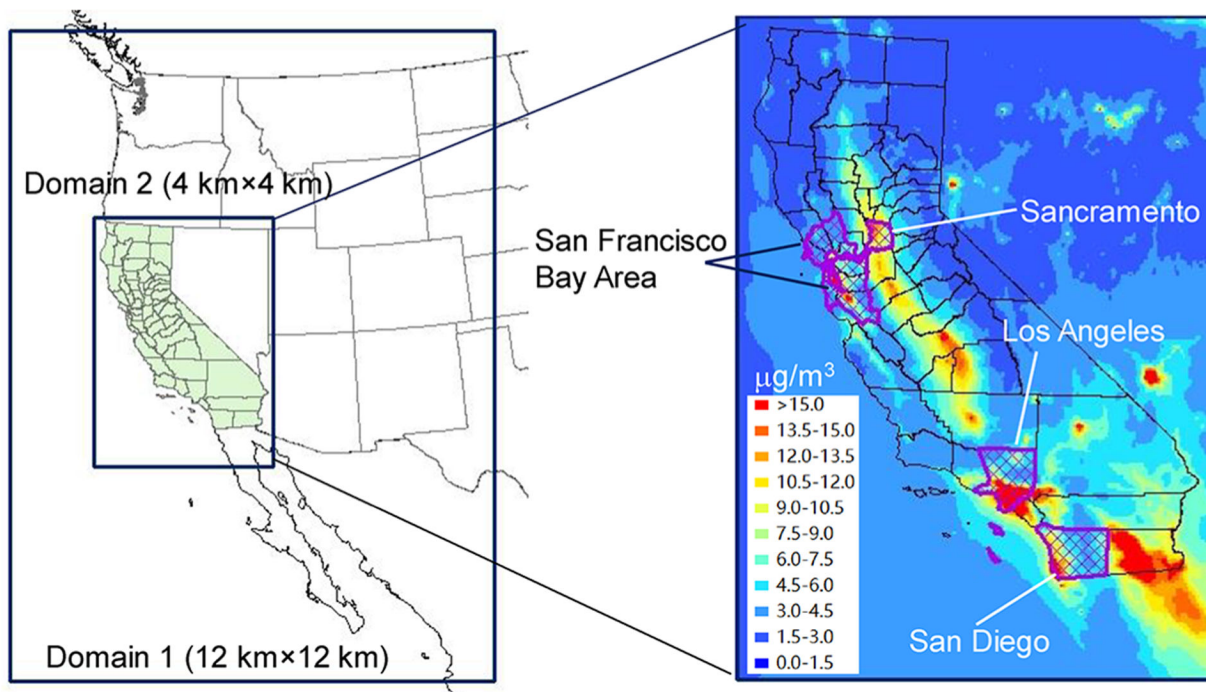 Domain 2 (4 km×4 km)
Domain 1 (12 km×12 km)
San Francisco
Bay Area
Sancramento
Los Angeles
San Diego
μg/m³
>15.0
13.5-15.0
12.0-13.5
10.5-12.0
9.0-10.5
7.5-9.0
6.0-7.5
4.5-6.0
3.0-4.5
1.5-3.0
0.0-1.5